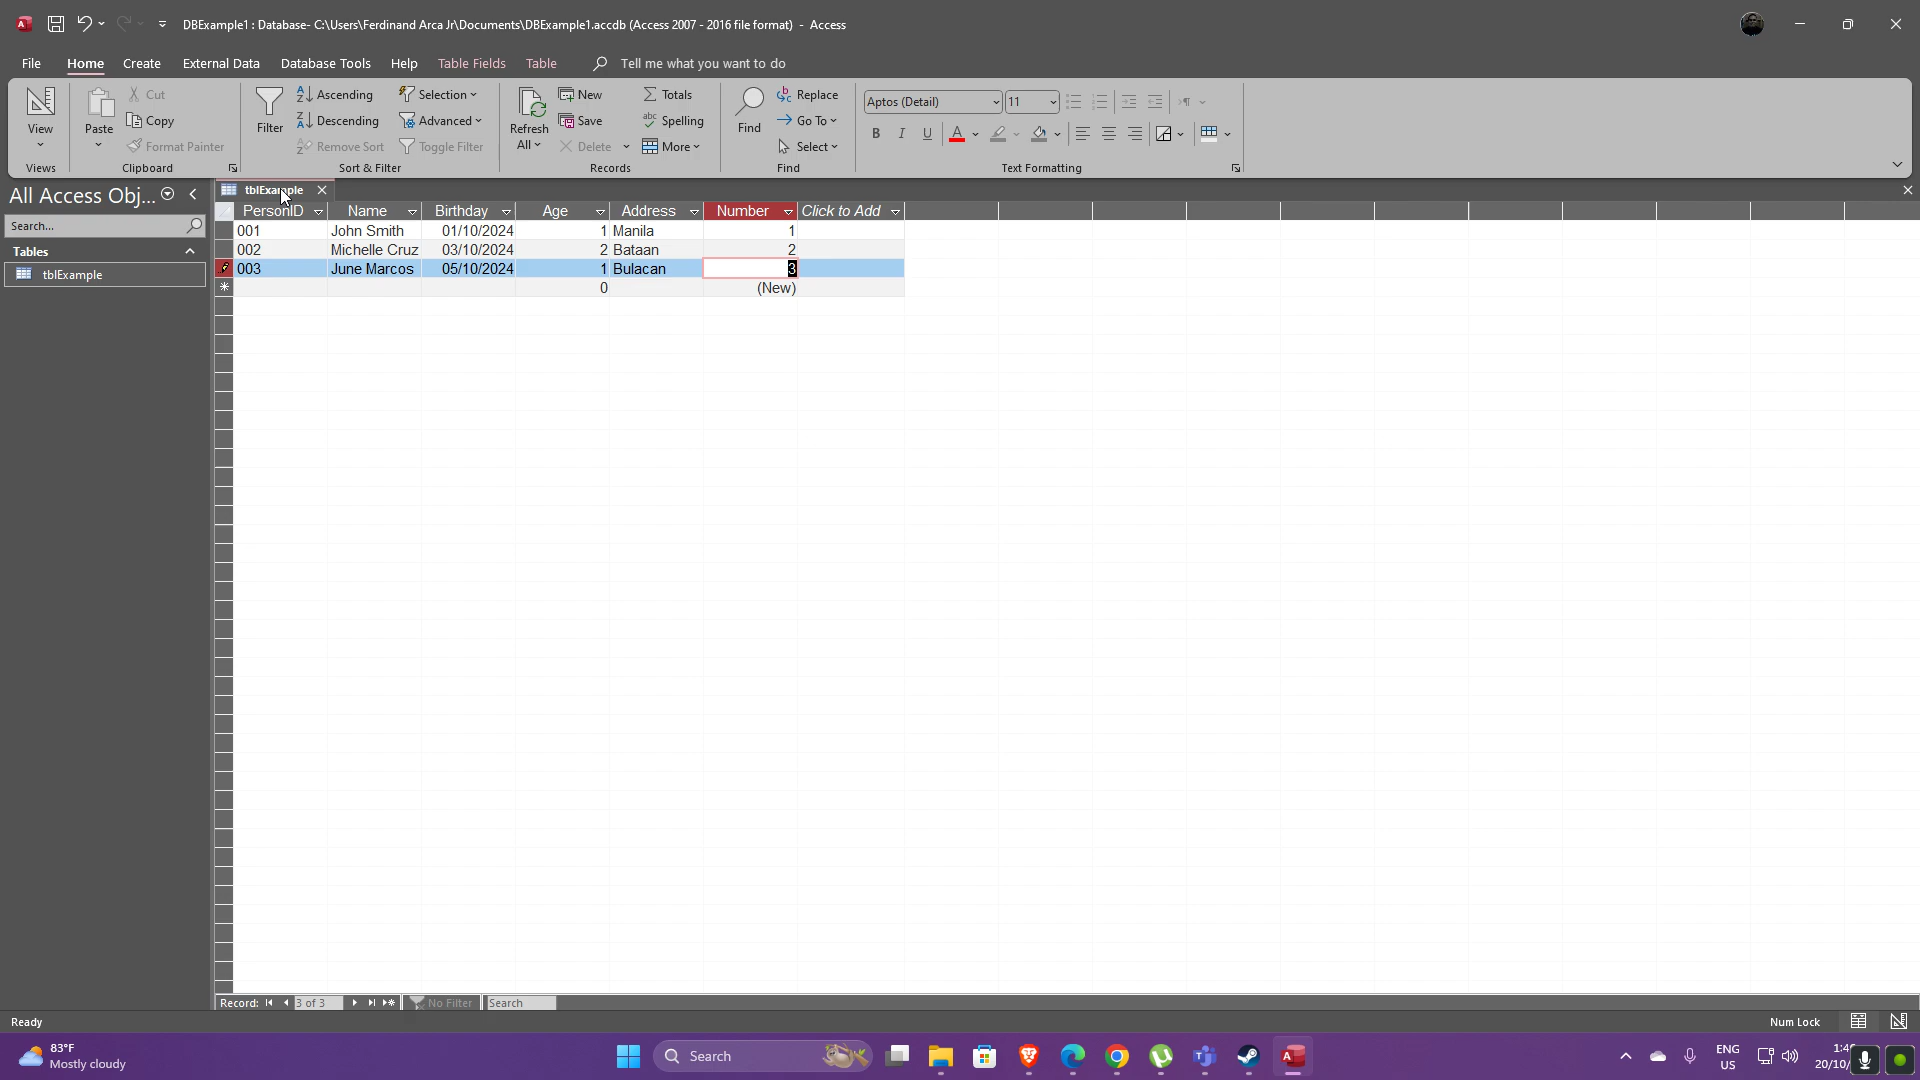 DBExample1 : Database- C:\Users\Ferdinand Arca Jr\Documents\DBExample1.accdb (Access 2007 - 2016 file format) - Access
File Home Create External Data Database Tools Help Table Fields Table Tell me what you want to do
View
Views
Paste
Cut
Copy
Format Painter
Clipboard
Filter
Ascending
Descending
Remove Sort
Selection
Advanced
Toggle Filter
Sort & Filter
Refresh
All
New
Save
Delete
Totals
Spelling
More
Records
Find
Replace
Go To
Select
Find
Aptos (Detail) 11
B I U A
Text Formatting
All Access Obj...
Search...
Tables
tblExample
tblExample
PersonID Name Birthday Age Address Number Click to Add
001 John Smith 01/10/2024 1 Manila 1
002 Michelle Cruz 03/10/2024 2 Bataan 2
003 June Marcos 05/10/2024 1 Bulacan 3
0 (New)
Record: 3 of 3 No Filter Search
Ready Num Lock
83°F
Mostly cloudy
Search
ENG
US
20/10/